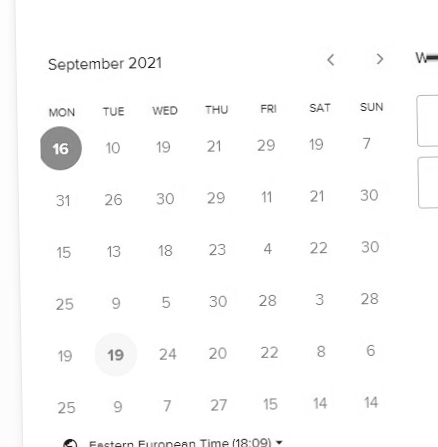 September 2021
MON TUE WED THU FRI SAT SUN
16 10 19 21 29 19 7
31 26 30 29 11 21 30
15 13 18 23 4 22 30
25 9 5 30 28 3 28
19 19 24 20 22 8 6
25 9 7 27 15 14 14
Eastern European Time (18:09)